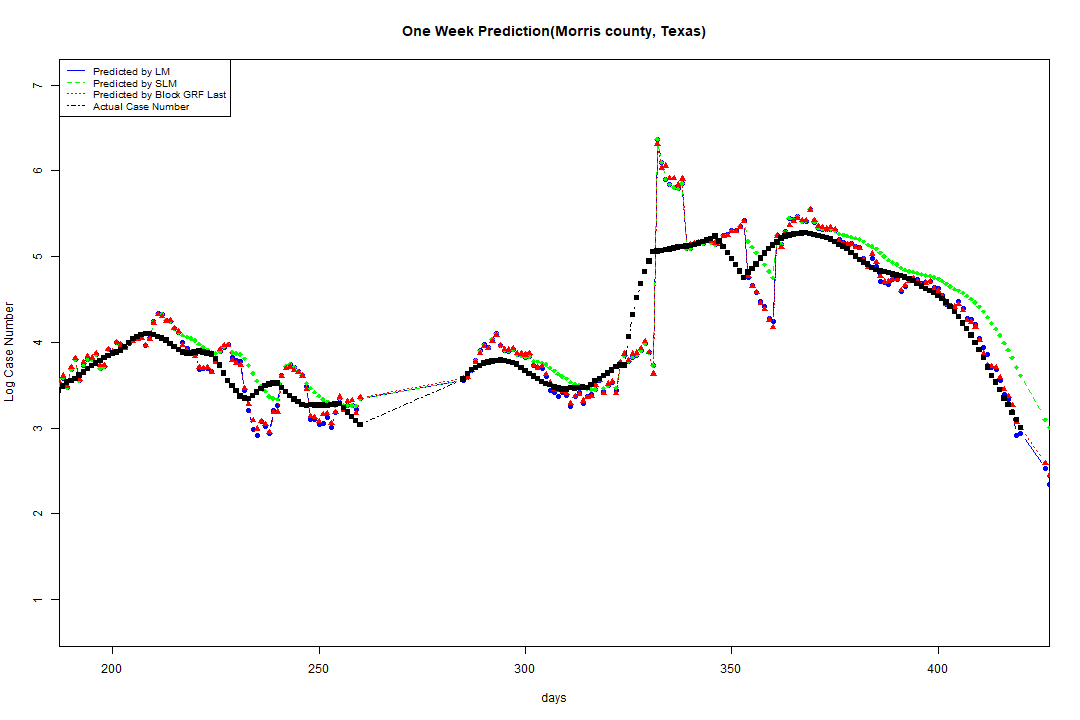 One Week Prediction(Morris county, Texas)
Predicted by LM
Predicted by SLM
Predicted by Block GRF Last
Actual Case Number
7
6
5
4
3
2
1
Log Case Number
200 250 300 350 400
days